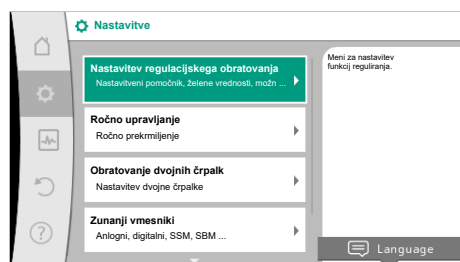 Nastavitve
Nastavitev regulacijskega obratovanja
Nastavitveni pomočnik, želene vrednosti, možn ...
Ročno upravljanje
Ročno prekrmiljenje
Obratovanje dvojnih črpalk
Nastavitev dvojne črpalke
Zunanji vmesniki
Anlogni, digitalni, SSM, SBM ...
Meni za nastavitev
funkcij reguliranja.
Language